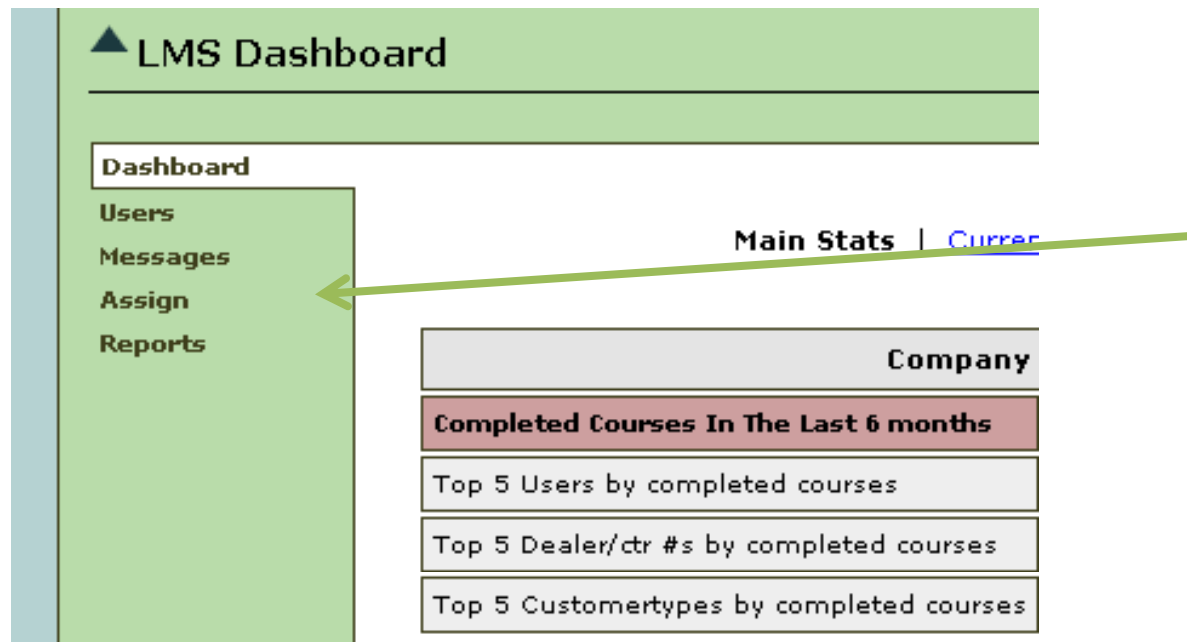 LMS Dashboard
Dashboard
Users
Messages
Assign
Reports
Main Stats |
Company
Completed Courses In The Last 6 months
Top 5 Users by completed courses
Top 5 Dealer/ctr #s by completed courses
Top 5 Customertypes by completed courses